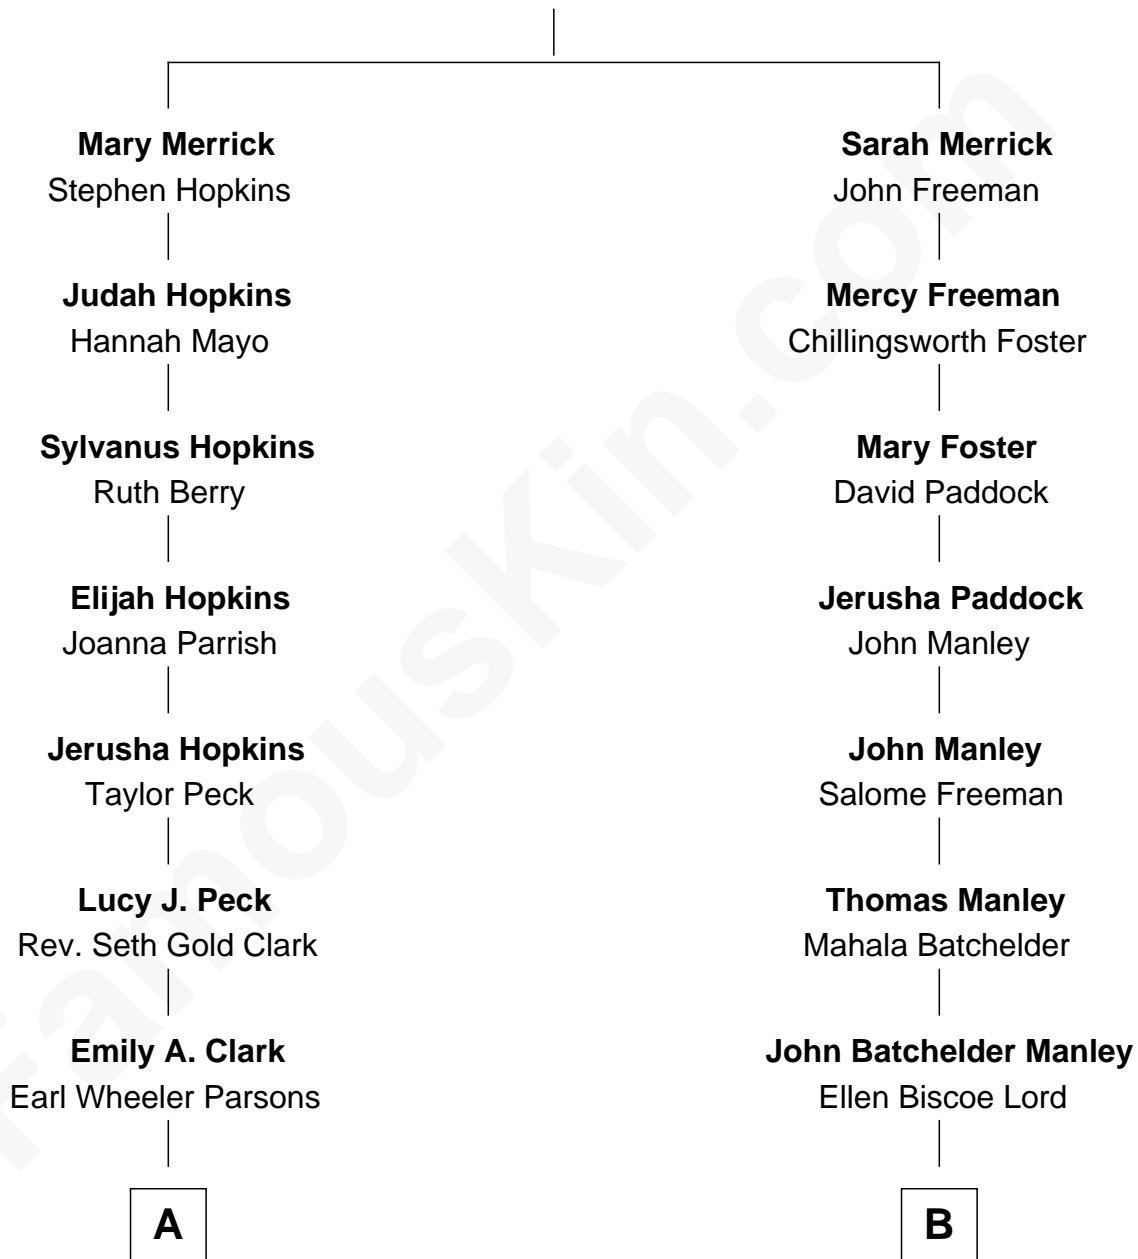 Mary Merrick
Stephen Hopkins
Sarah Merrick
John Freeman
Judah Hopkins
Hannah Mayo
Mercy Freeman
Chillingsworth Foster
Sylvanus Hopkins
Ruth Berry
Mary Foster
David Paddock
Elijah Hopkins
Joanna Parrish
Jerusha Paddock
John Manley
Jerusha Hopkins
Taylor Peck
John Manley
Salome Freeman
Lucy J. Peck
Rev. Seth Gold Clark
Thomas Manley
Mahala Batchelder
Emily A. Clark
Earl Wheeler Parsons
John Batchelder Manley
Ellen Biscoe Lord
A
B
FamousKin.com